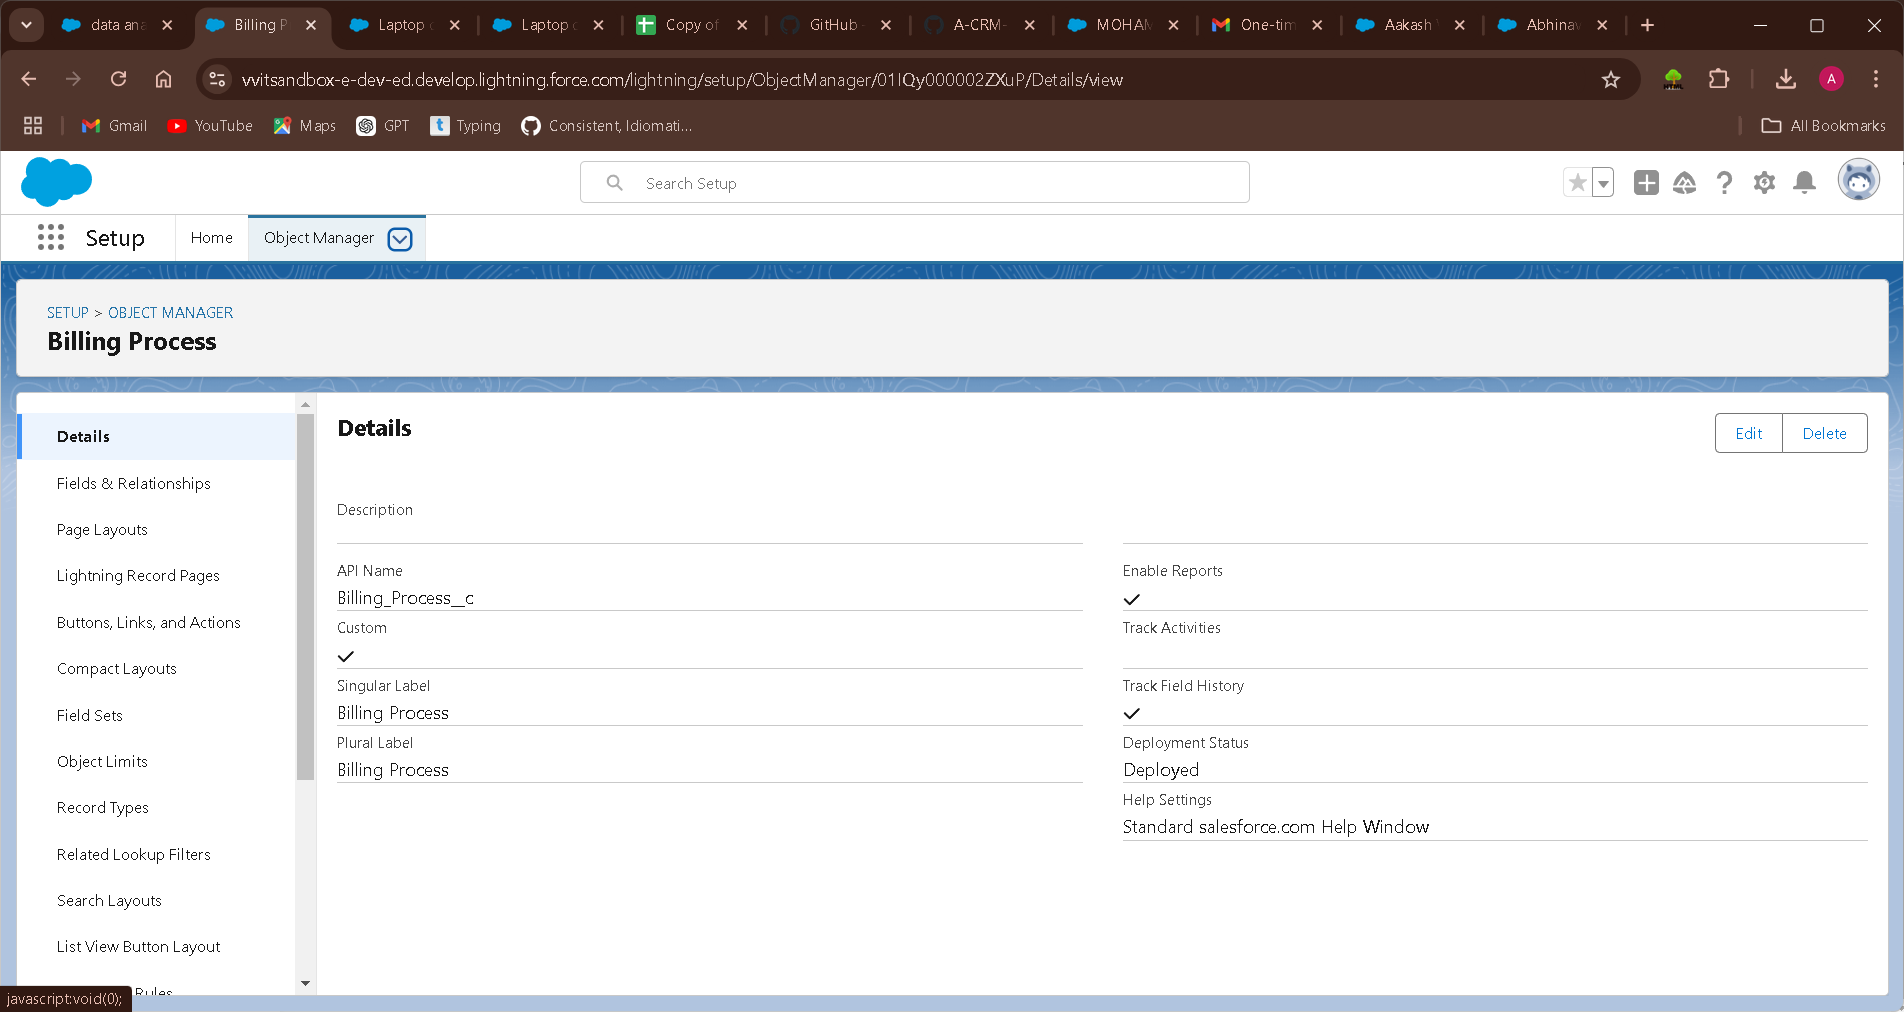 data ana
Billing P
Laptop c
Laptop c
Copy of
GitHub -
A-CRM-
MOHAM
One-tim
Aakash
Abhinav
vvitsandbox-e-dev-ed.develop.lightning.force.com/lightning/setup/ObjectManager/01IQy000002ZXuP/Details/view
A
Gmail
YouTube
Maps
GPT
t Typing
Consistent, Idiomati...
All Bookmarks
Search Setup
Setup
Home
Object Manager
SETUP > OBJECT MANAGER
Billing Process
Details
Fields & Relationships
Page Layouts
Lightning Record Pages
Buttons, Links, and Actions
Compact Layouts
Field Sets
Object Limits
Record Types
Related Lookup Filters
Search Layouts
List View Button Layout
Rules
javascript:void(0);
Details
Edit
Delete
Description
API Name
Billing_Process__c
Custom
Singular Label
Billing Process
Plural Label
Billing Process
Enable Reports
Track Activities
Track Field History
Deployment Status
Deployed
Help Settings
Standard salesforce.com Help Window